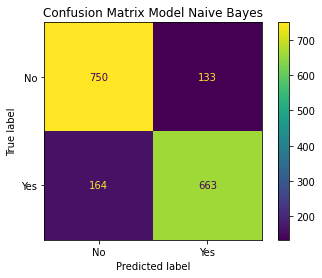 Confusion Matrix Model Naive Bayes
True label
No
750
133
Yes
164
663
No
Yes
Predicted label
700
600
500
400
300
200